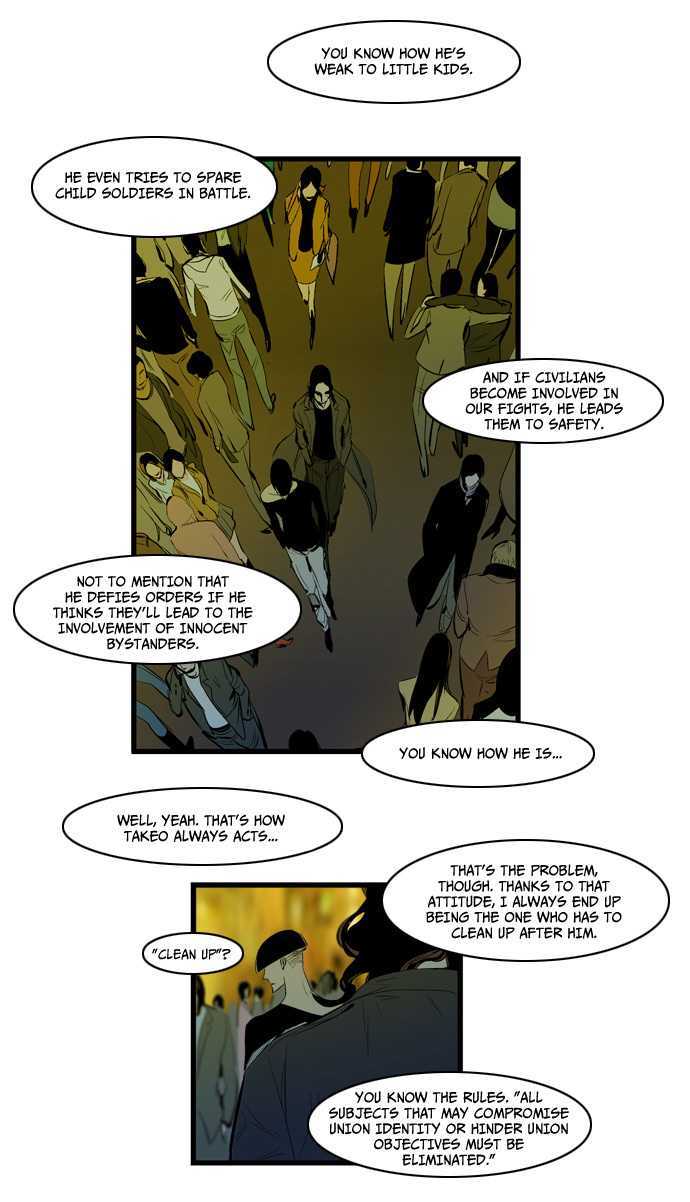 YOU KNOW HOW HE'S
WEAK TO LITTLE KIDS.
HE EVEN TRIES TO SPARE
CHILD SOLDIERS IN BATTLE.
AND IF CIVILIANS
BECOME INVOLVED IN
OUR FIGHTS, HE LEADS
THEM TO SAFETY.
NOT TO MENTION THAT
HE DEFIES ORDERS IF HE
THINKS THEY'LL LEAD TO THE
INVOLVEMENT OF INNOCENT
BYSTANDERS.
YOU KNOW HOW HE IS...
WELL, YEAH. THAT'S HOW
TAKEO ALWAYS ACTS...
THAT'S THE PROBLEM,
THOUGH. THANKS TO THAT
ATTITUDE, I ALWAYS END UP
BEING THE ONE WHO HAS TO
CLEAN UP AFTER HIM.
"CLEAN UP"?
YOU KNOW THE RULES. "ALL
SUBJECTS THAT MAY COMPROMISE
UNION IDENTITY OR HINDER UNION
OBJECTIVES MUST BE
ELIMINATED."